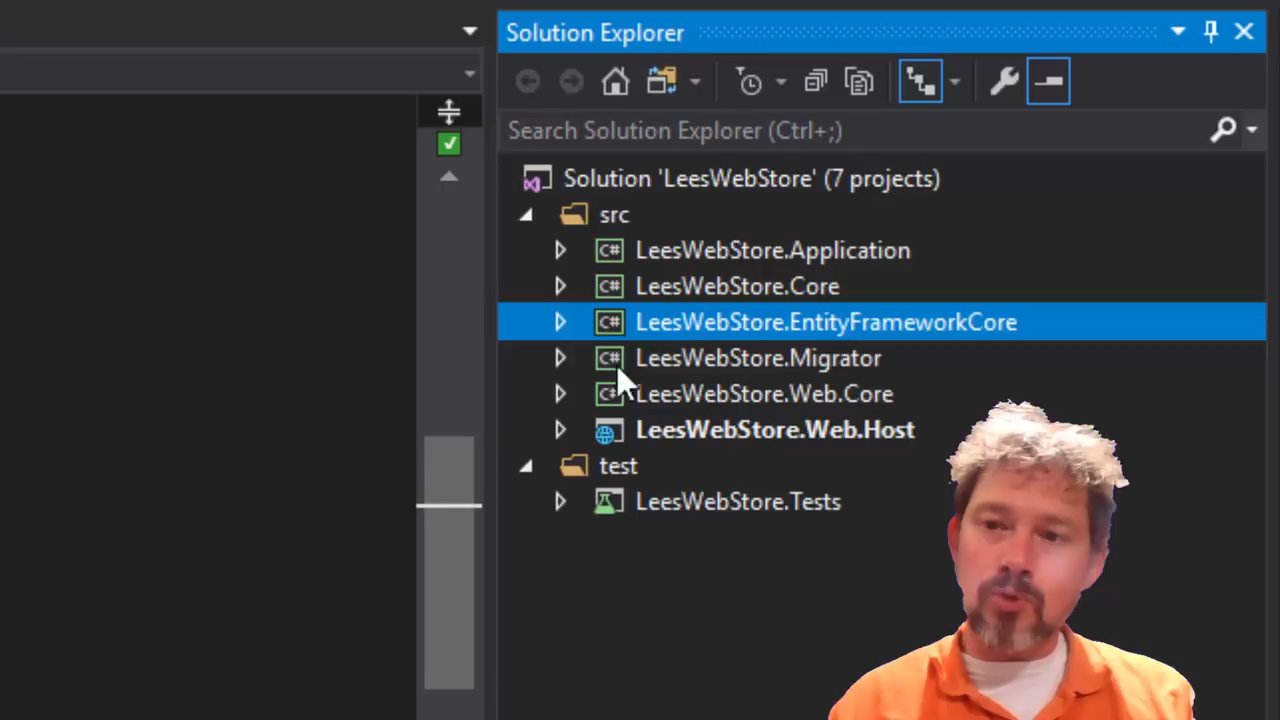 Solution Explorer
Search Solution Explorer (Ctrl+;)
Solution 'LeesWebStore' (7 projects)
src
C# LeesWebStore.Application
C# LeesWebStore.Core
C# LeesWebStore.EntityFrameworkCore
C# LeesWebStore.Migrator
C# LeesWebStore.Web.Core
LeesWebStore.Web.Host
test
LeesWebStore.Tests